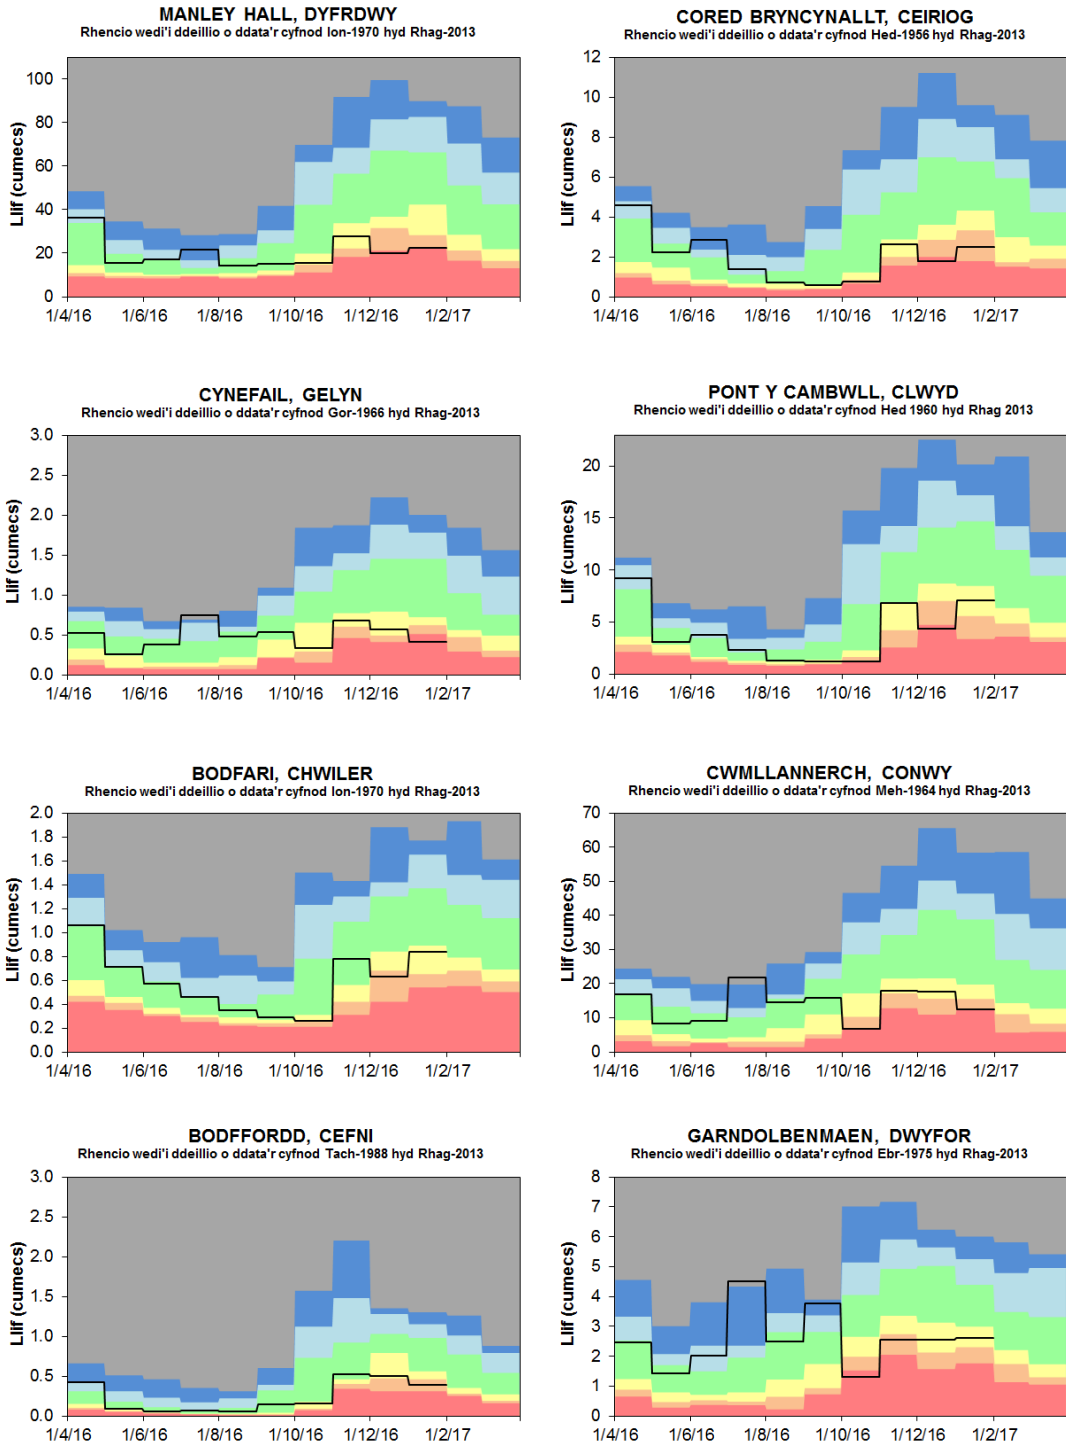 MANLEY HALL, DYFRDWY
Rhencio wedi'i ddeillio o ddata'r cyfnod Ion-1970 hyd Rhag-2013
Llif (cumecs)
100
80
60
40
20
0
1/4/16 1/6/16 1/8/16 1/10/16 1/12/16 1/2/17
CORED BRYNCYNALLT, CEIRIOG
Rhencio wedi'i ddeillio o ddata'r cyfnod Hed-1956 hyd Rhag-2013
Llif (cumecs)
12
10
8
6
4
2
0
1/4/16 1/6/16 1/8/16 1/10/16 1/12/16 1/2/17
CYNEFAIL, GELYN
Rhencio wedi'i ddeillio o ddata'r cyfnod Gor-1966 hyd Rhag-2013
Llif (cumecs)
3.0
2.5
2.0
1.5
1.0
0.5
0.0
1/4/16 1/6/16 1/8/16 1/10/16 1/12/16 1/2/17
PONT Y CAMBWLL, CLWYD
Rhencio wedi'i ddeillio o ddata'r cyfnod Hed 1960 hyd Rhag 2013
Llif (cumecs)
20
15
10
5
0
1/4/16 1/6/16 1/8/16 1/10/16 1/12/16 1/2/17
BODFARI, CHWILER
Rhencio wedi'i ddeillio o ddata'r cyfnod Ion-1970 hyd Rhag-2013
Llif (cumecs)
2.0
1.8
1.6
1.4
1.2
1.0
0.8
0.6
0.4
0.2
0.0
1/4/16 1/6/16 1/8/16 1/10/16 1/12/16 1/2/17
CWMLLANNERCH, CONWY
Rhencio wedi'i ddeillio o ddata'r cyfnod Meh-1964 hyd Rhag-2013
Llif (cumecs)
70
60
50
40
30
20
10
0
1/4/16 1/6/16 1/8/16 1/10/16 1/12/16 1/2/17
BODFFORDD, CEFNI
Rhencio wedi'i ddeillio o ddata'r cyfnod Tach-1988 hyd Rhag-2013
Llif (cumecs)
3.0
2.5
2.0
1.5
1.0
0.5
0.0
1/4/16 1/6/16 1/8/16 1/10/16 1/12/16 1/2/17
GARNDOLBENMAEN, DWYFOR
Rhencio wedi'i ddeillio o ddata'r cyfnod Ebr-1975 hyd Rhag-2013
Llif (cumecs)
8
7
6
5
4
3
2
1
0
1/4/16 1/6/16 1/8/16 1/10/16 1/12/16 1/2/17